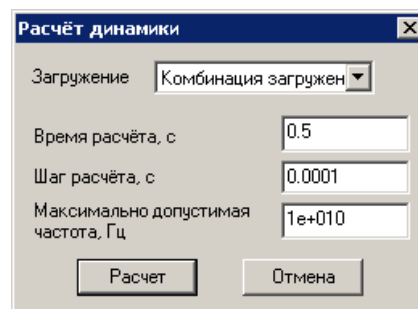 Расчёт динамики
Загружение Комбинация загружен
Время расчёта, с 0.5
Шаг расчёта, с 0.0001
Максимально допустимая
частота, Гц 1e+010
Расчет Отмена